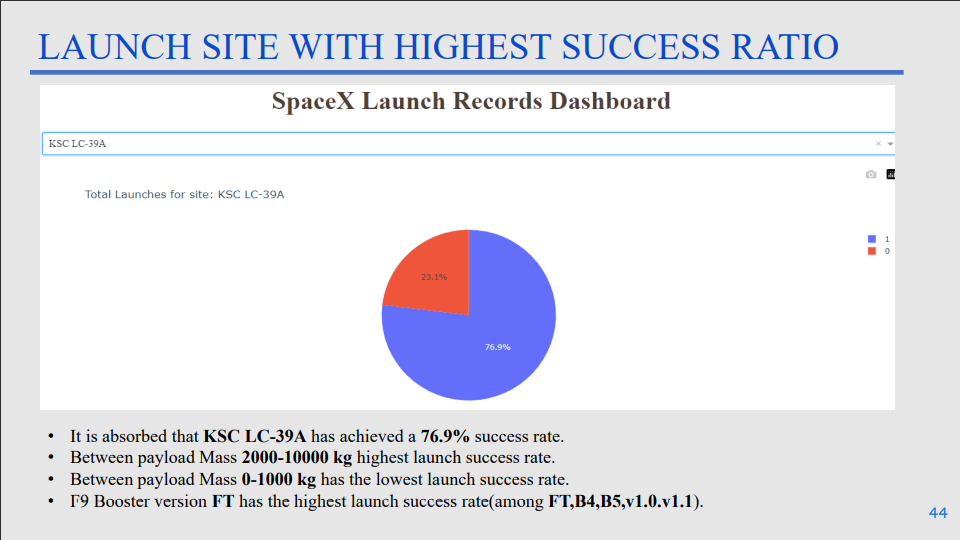 LAUNCH SITE WITH HIGHEST SUCCESS RATIO
SpaceX Launch Records Dashboard
KSC LC-39A
Total Launches for site: KSC LC-39A
1
0
23.1%
76.9%
• It is absorbed that KSC LC-39A has achieved a 76.9% success rate.
• Between payload Mass 2000-10000 kg highest launch success rate.
• Between payload Mass 0-1000 kg has the lowest launch success rate.
• F9 Booster version FT has the highest launch success rate(among FT,B4,B5,v1.0.v1.1).
44